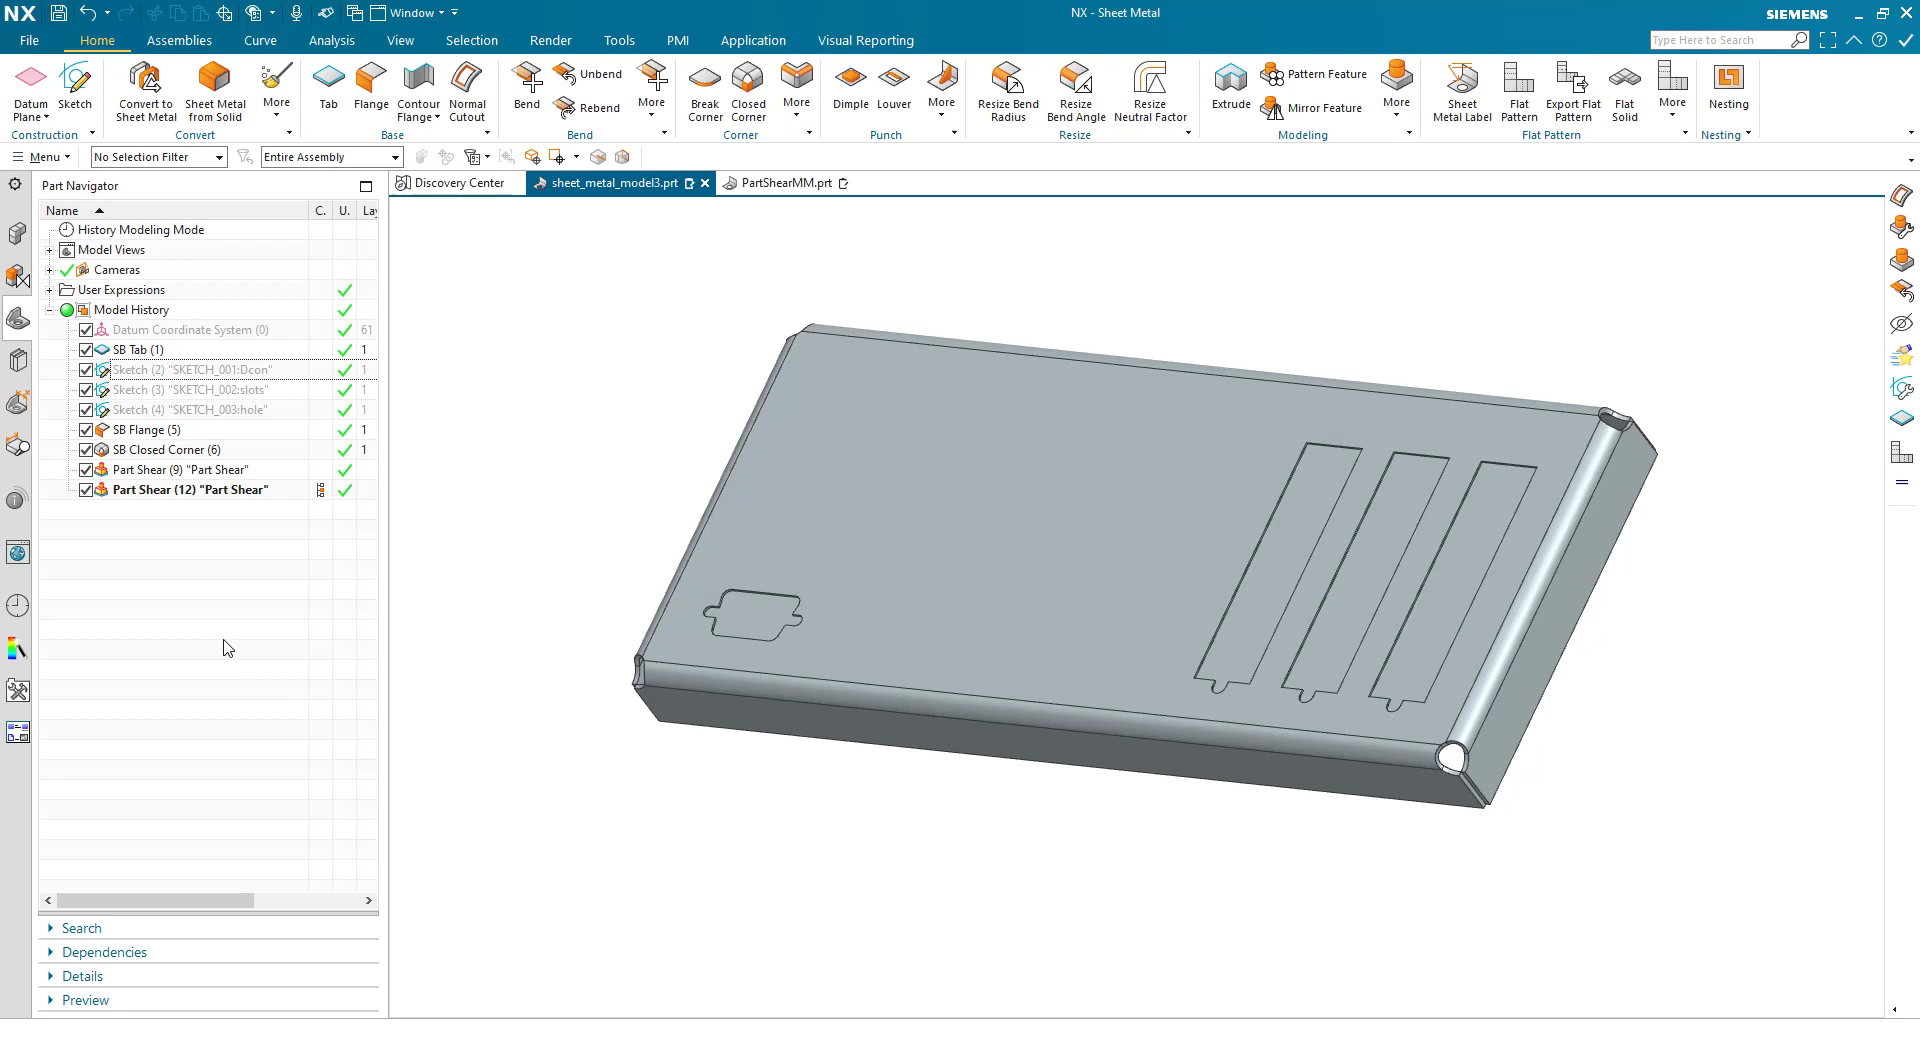 NX
Window
NX - Sheet Metal
SIEMENS
File
Home
Assemblies
Curve
Analysis
View
Selection
Render
Tools
PMI
Application
Visual Reporting
Type Here to Search
Datum
Plane
Sketch
Construction
Convert to
Sheet Metal
Sheet Metal
from Solid
More
Convert
Tab
Flange
Contour
Flange
Normal
Cutout
Base
Bend
Unbend
Rebend
More
Bend
Break
Corner
Closed
Corner
More
Corner
Dimple
Louver
More
Punch
Resize Bend
Radius
Resize
Bend Angle
Resize
Neutral Factor
Resize
Extrude
Pattern Feature
Mirror Feature
More
Modeling
Sheet
Metal Label
Flat
Pattern
Export Flat
Pattern
Flat
Solid
More
Flat Pattern
Nesting
Nesting
Menu
No Selection Filter
Entire Assembly
Part Navigator
Discovery Center
sheet_metal_model3.prt
PartShearMM.prt
Name C. U. Lay
History Modeling Mode
Model Views
Cameras
User Expressions
Model History
Datum Coordinate System (0) 61
SB Tab (1) 1
Sketch (2) "SKETCH_001:Dcon" 1
Sketch (3) "SKETCH_002:slots" 1
Sketch (4) "SKETCH_003:hole" 1
SB Flange (5) 1
SB Closed Corner (6) 1
Part Shear (9) "Part Shear"
Part Shear (12) "Part Shear"
Search
Dependencies
Details
Preview